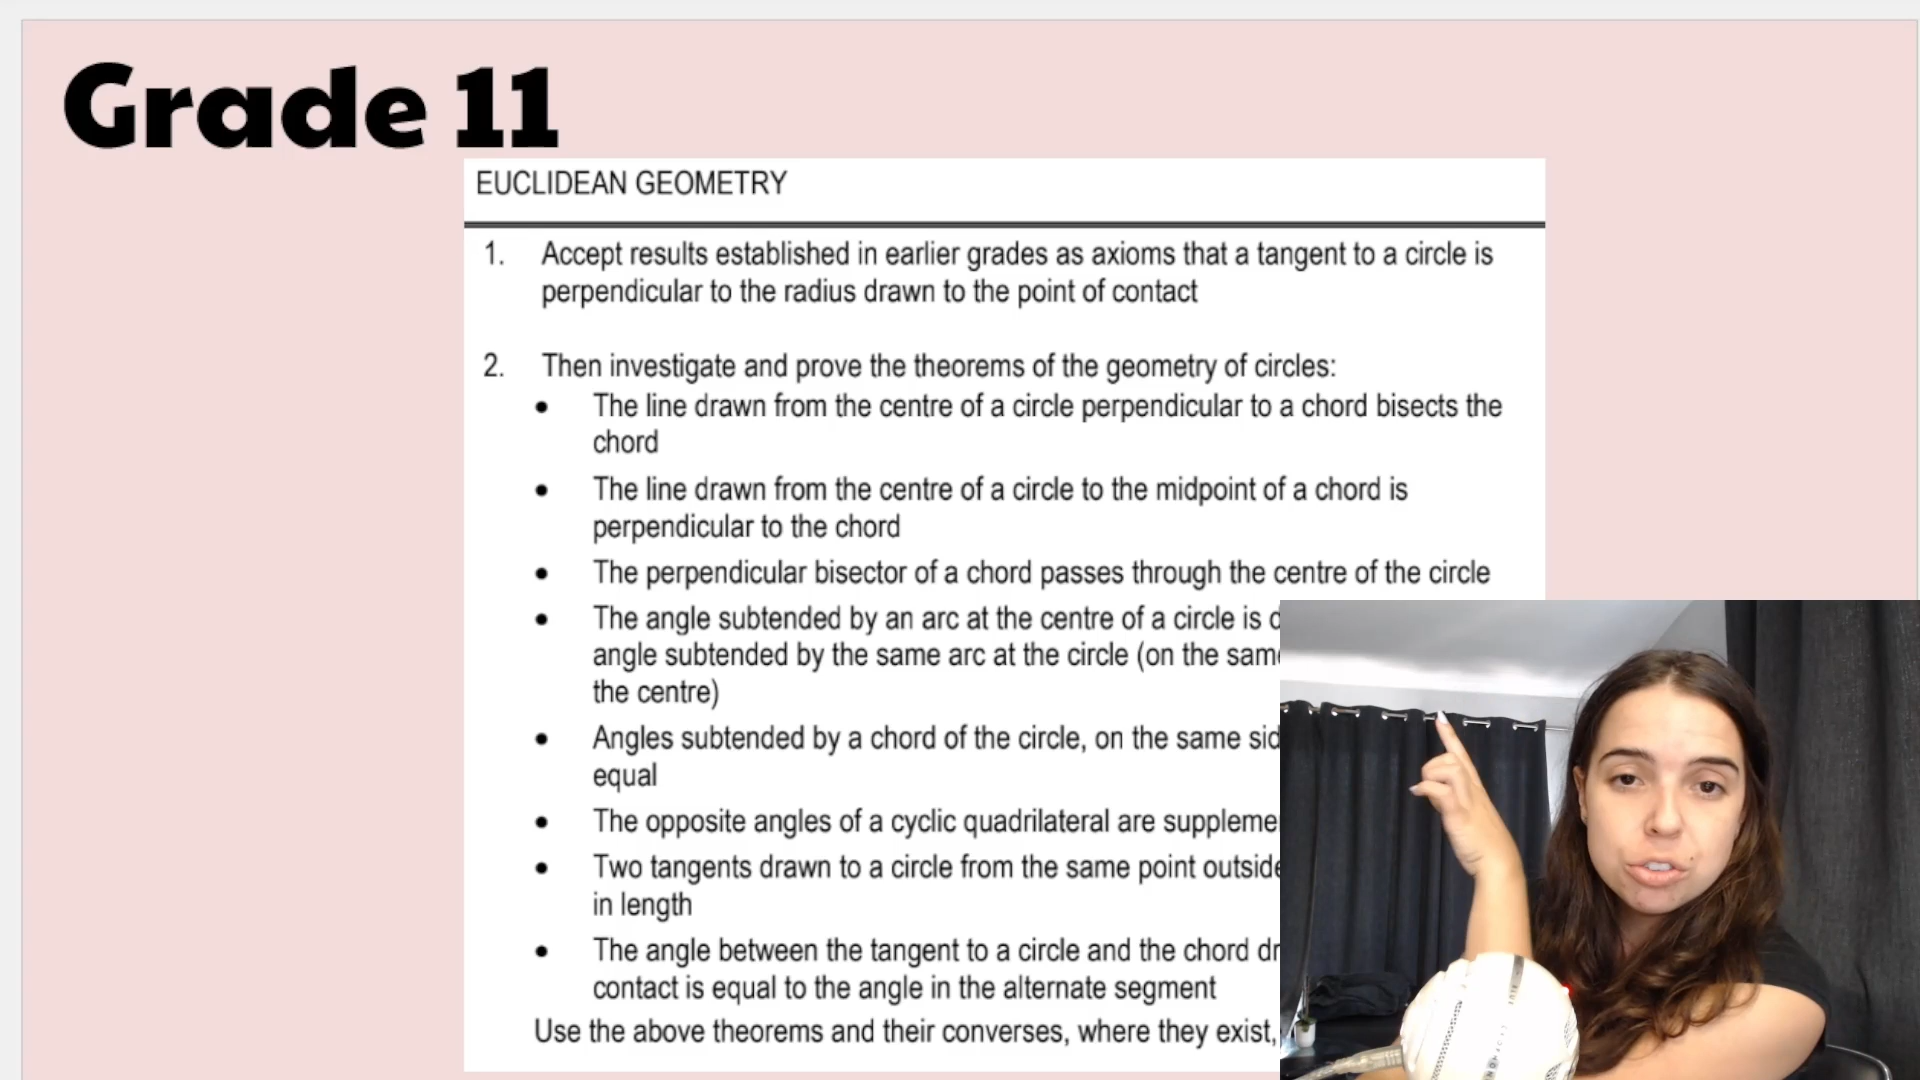 Grade 11
EUCLIDEAN GEOMETRY
1. Accept results established in earlier grades as axioms that a tangent to a circle is
perpendicular to the radius drawn to the point of contact
2. Then investigate and prove the theorems of the geometry of circles:
• The line drawn from the centre of a circle perpendicular to a chord bisects the
chord
• The line drawn from the centre of a circle to the midpoint of a chord is
perpendicular to the chord
• The perpendicular bisector of a chord passes through the centre of the circle
• The angle subtended by an arc at the centre of a circle is
angle subtended by the same arc at the circle (on the same
the centre)
• Angles subtended by a chord of the circle, on the same
equal
• The opposite angles of a cyclic quadrilateral are
• Two tangents drawn to a circle from the same point outside
in length
• The angle between the tangent to a circle and the chord
contact is equal to the angle in the alternate segment
Use the above theorems and their converses, where they exist,